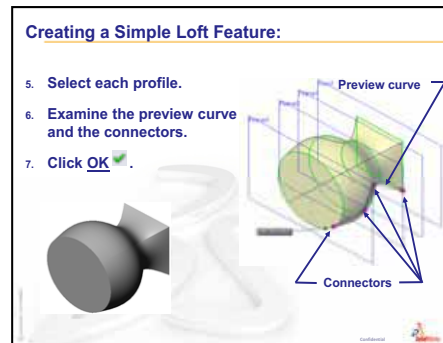 Creating a Simple Loft Feature:
5. Select each profile.
6. Examine the preview curve
and the connectors.
7. Click OK .
Preview curve
Connectors
Confidential
SolidWorks